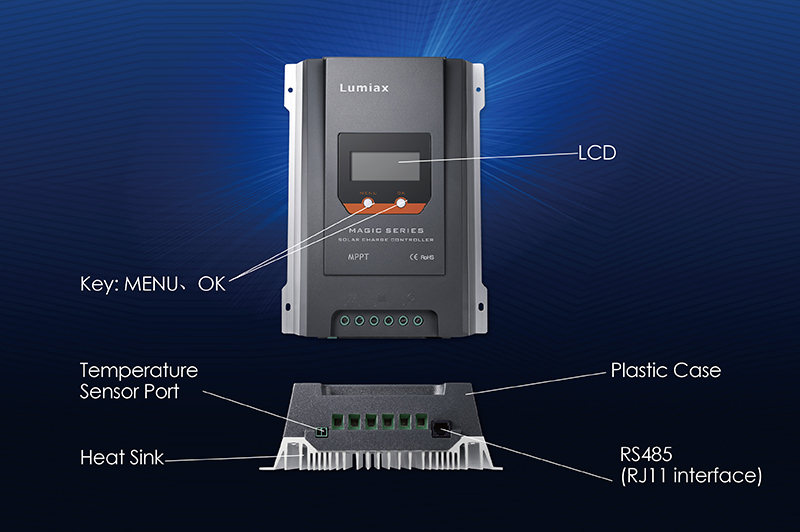 Lumiax
LCD
MENU
OK
MAGIC SERIES
SOLAR CHARGE CONTROLLER
MPPT
CE RoHS
Key: MENU、OK
Temperature
Sensor Port
Plastic Case
Heat Sink
RS485
(RJ11 interface)